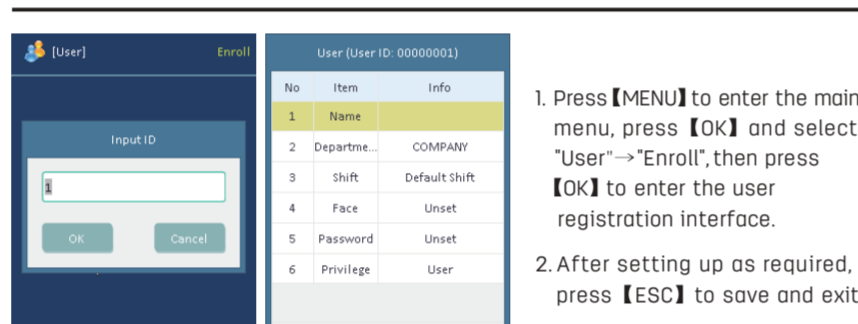 [User] Enroll
Input ID
1
OK Cancel
User (User ID: 00000001)
No Item Info
1 Name
2 Departme... COMPANY
3 Shift Default Shift
4 Face Unset
5 Password Unset
6 Privilege User
1. Press【MENU】to enter the main
menu, press 【OK】 and select
"User"→"Enroll", then press
【OK】 to enter the user
registration interface.
2. After setting up as required,
press 【ESC】 to save and exit